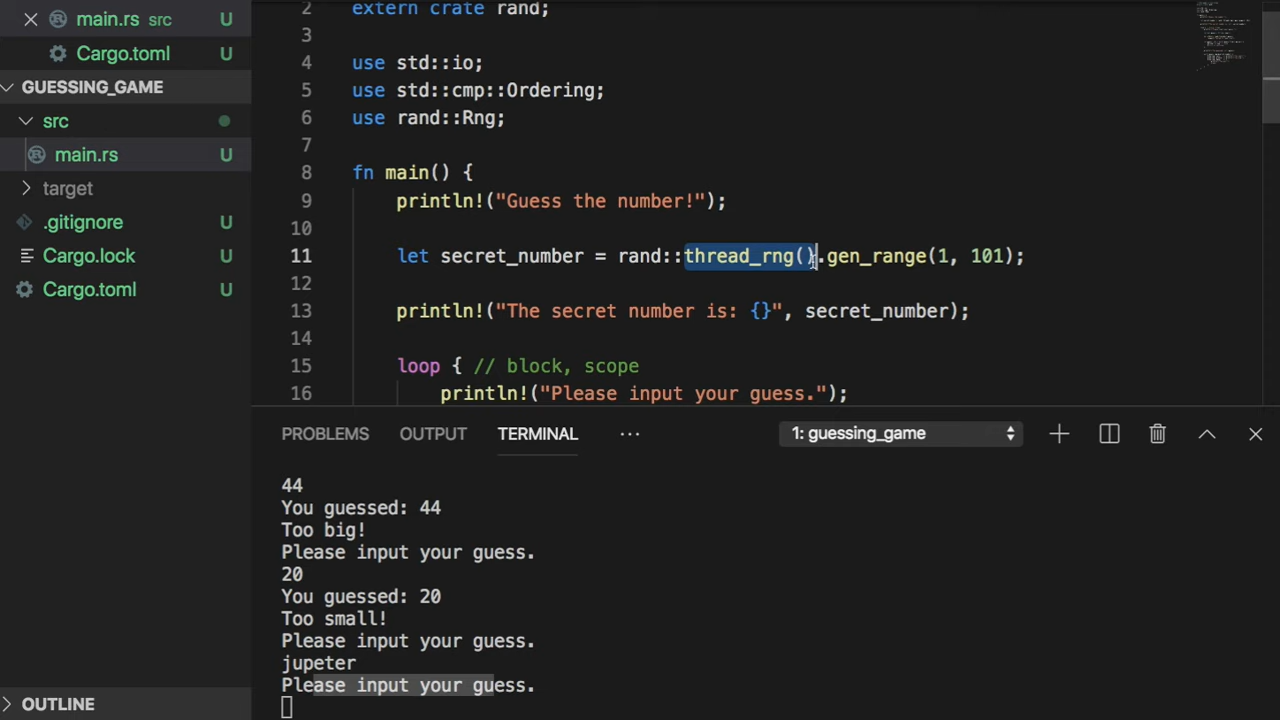 main.rs src U
Cargo.toml U
GUESSING_GAME
src
main.rs U
target
.gitignore U
Cargo.lock U
Cargo.toml U
OUTLINE
2 extern crate rand;
3
4 use std::io;
5 use std::cmp::Ordering;
6 use rand::Rng;
7
8 fn main() {
9 println!("Guess the number!");
10
11 let secret_number = rand::thread_rng().gen_range(1, 101);
12
13 println!("The secret number is: {}", secret_number);
14
15 loop { // block, scope
16 println!("Please input your guess.");
PROBLEMS OUTPUT TERMINAL ··· 1: guessing_game
44
You guessed: 44
Too big!
Please input your guess.
20
You guessed: 20
Too small!
Please input your guess.
jupeter
Please input your guess.